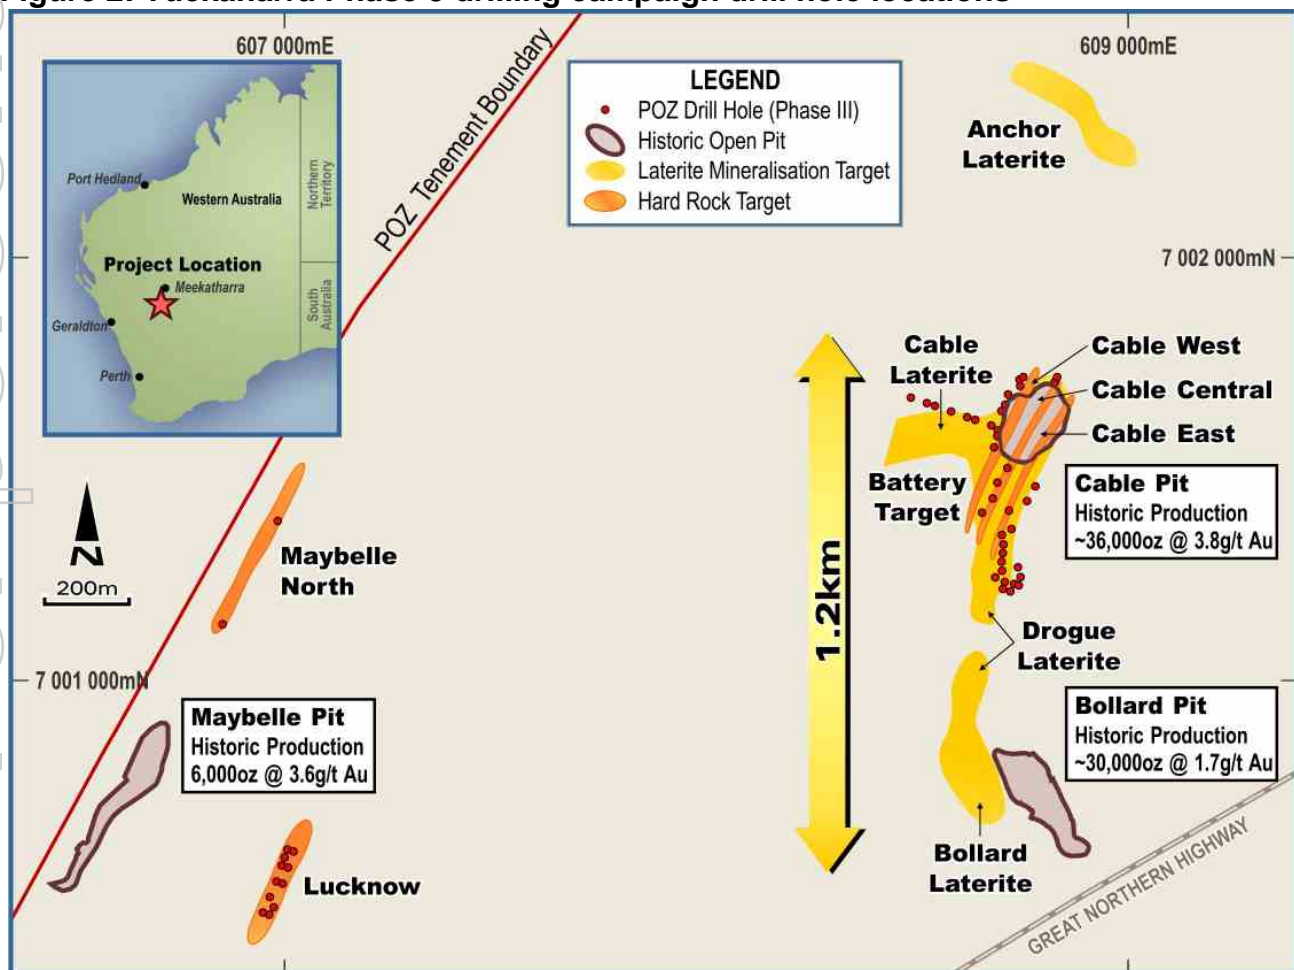 607 000mE
609 000mE
POZ Tenement Boundary
LEGEND
POZ Drill Hole (Phase III)
Historic Open Pit
Laterite Mineralisation Target
Hard Rock Target
Anchor
Laterite
Port Hedland
Western Australia
Northern
Territory
Project Location
Meekatharra
South
Australia
Geraldton
Perth
7 002 000mN
Cable
Laterite
Cable West
Cable Central
Cable East
Battery
Target
Cable Pit
Historic Production
~36,000oz @ 3.8g/t Au
N
200m
Maybelle
North
1.2km
Drogue
Laterite
7 001 000mN
Maybelle Pit
Historic Production
6,000oz @ 3.6g/t Au
Bollard Pit
Historic Production
~30,000oz @ 1.7g/t Au
Lucknow
Bollard
Laterite
GREAT NORTHERN HIGHWAY